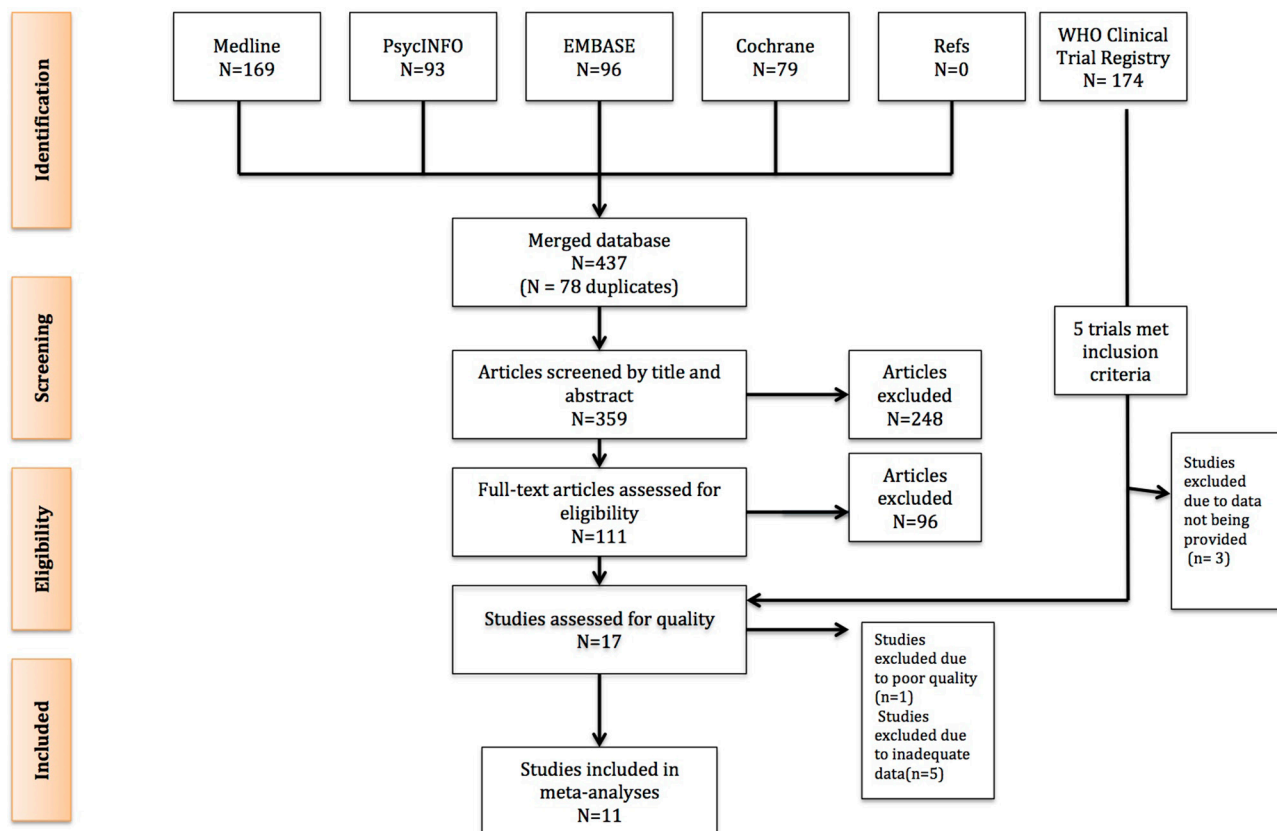 Identification
Medline
N=169
PsycINFO
N=93
EMBASE
N=96
Cochrane
N=79
Refs
N=0
WHO Clinical
Trial Registry
N= 174
Merged database
N=437
(N = 78 duplicates)
Screening
5 trials met
inclusion
criteria
Articles screened by title and
abstract
N=359
Articles
excluded
N=248
Eligibility
Full-text articles assessed for
eligibility
N=111
Articles
excluded
N=96
Studies
excluded
due to data
not being
provided
(n= 3)
Studies assessed for quality
N=17
Studies
excluded due
to poor quality
(n=1)
Studies
excluded due
to inadequate
data(n=5)
Included
Studies included in
meta-analyses
N=11